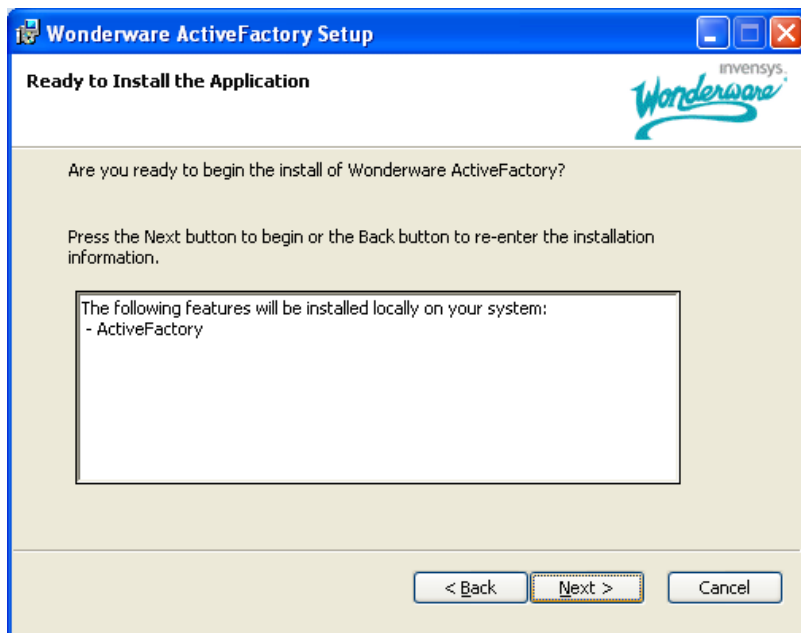 Wonderware ActiveFactory Setup
Ready to Install the Application
invensys.
Wonderware
Are you ready to begin the install of Wonderware ActiveFactory?
Press the Next button to begin or the Back button to re-enter the installation
information.
The following features will be installed locally on your system:
- ActiveFactory
< Back
Next >
Cancel